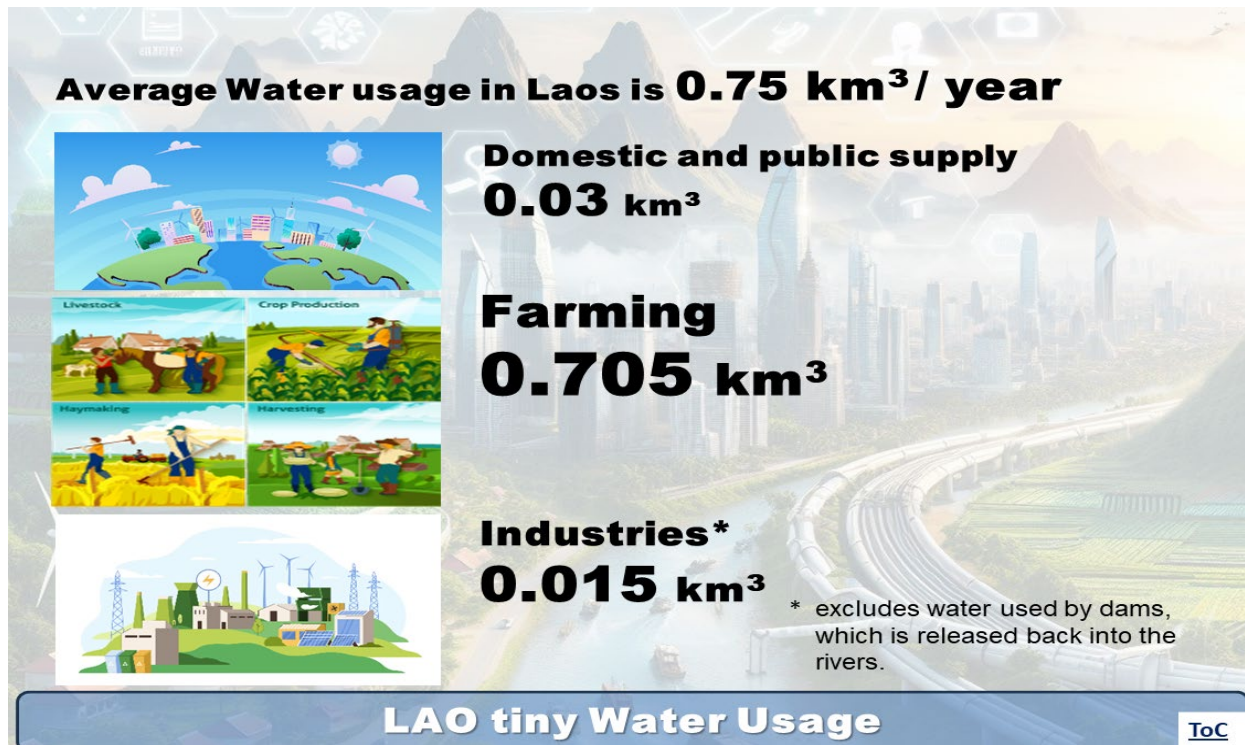 Average Water usage in Laos is 0.75 km³/ year
Domestic and public supply
0.03 km³
Livestock
Crop Production
Haymaking
Harvesting
Farming
0.705 km³
Industries*
0.015 km³
* excludes water used by dams,
which is released back into the
rivers.
LAO tiny Water Usage
ToC